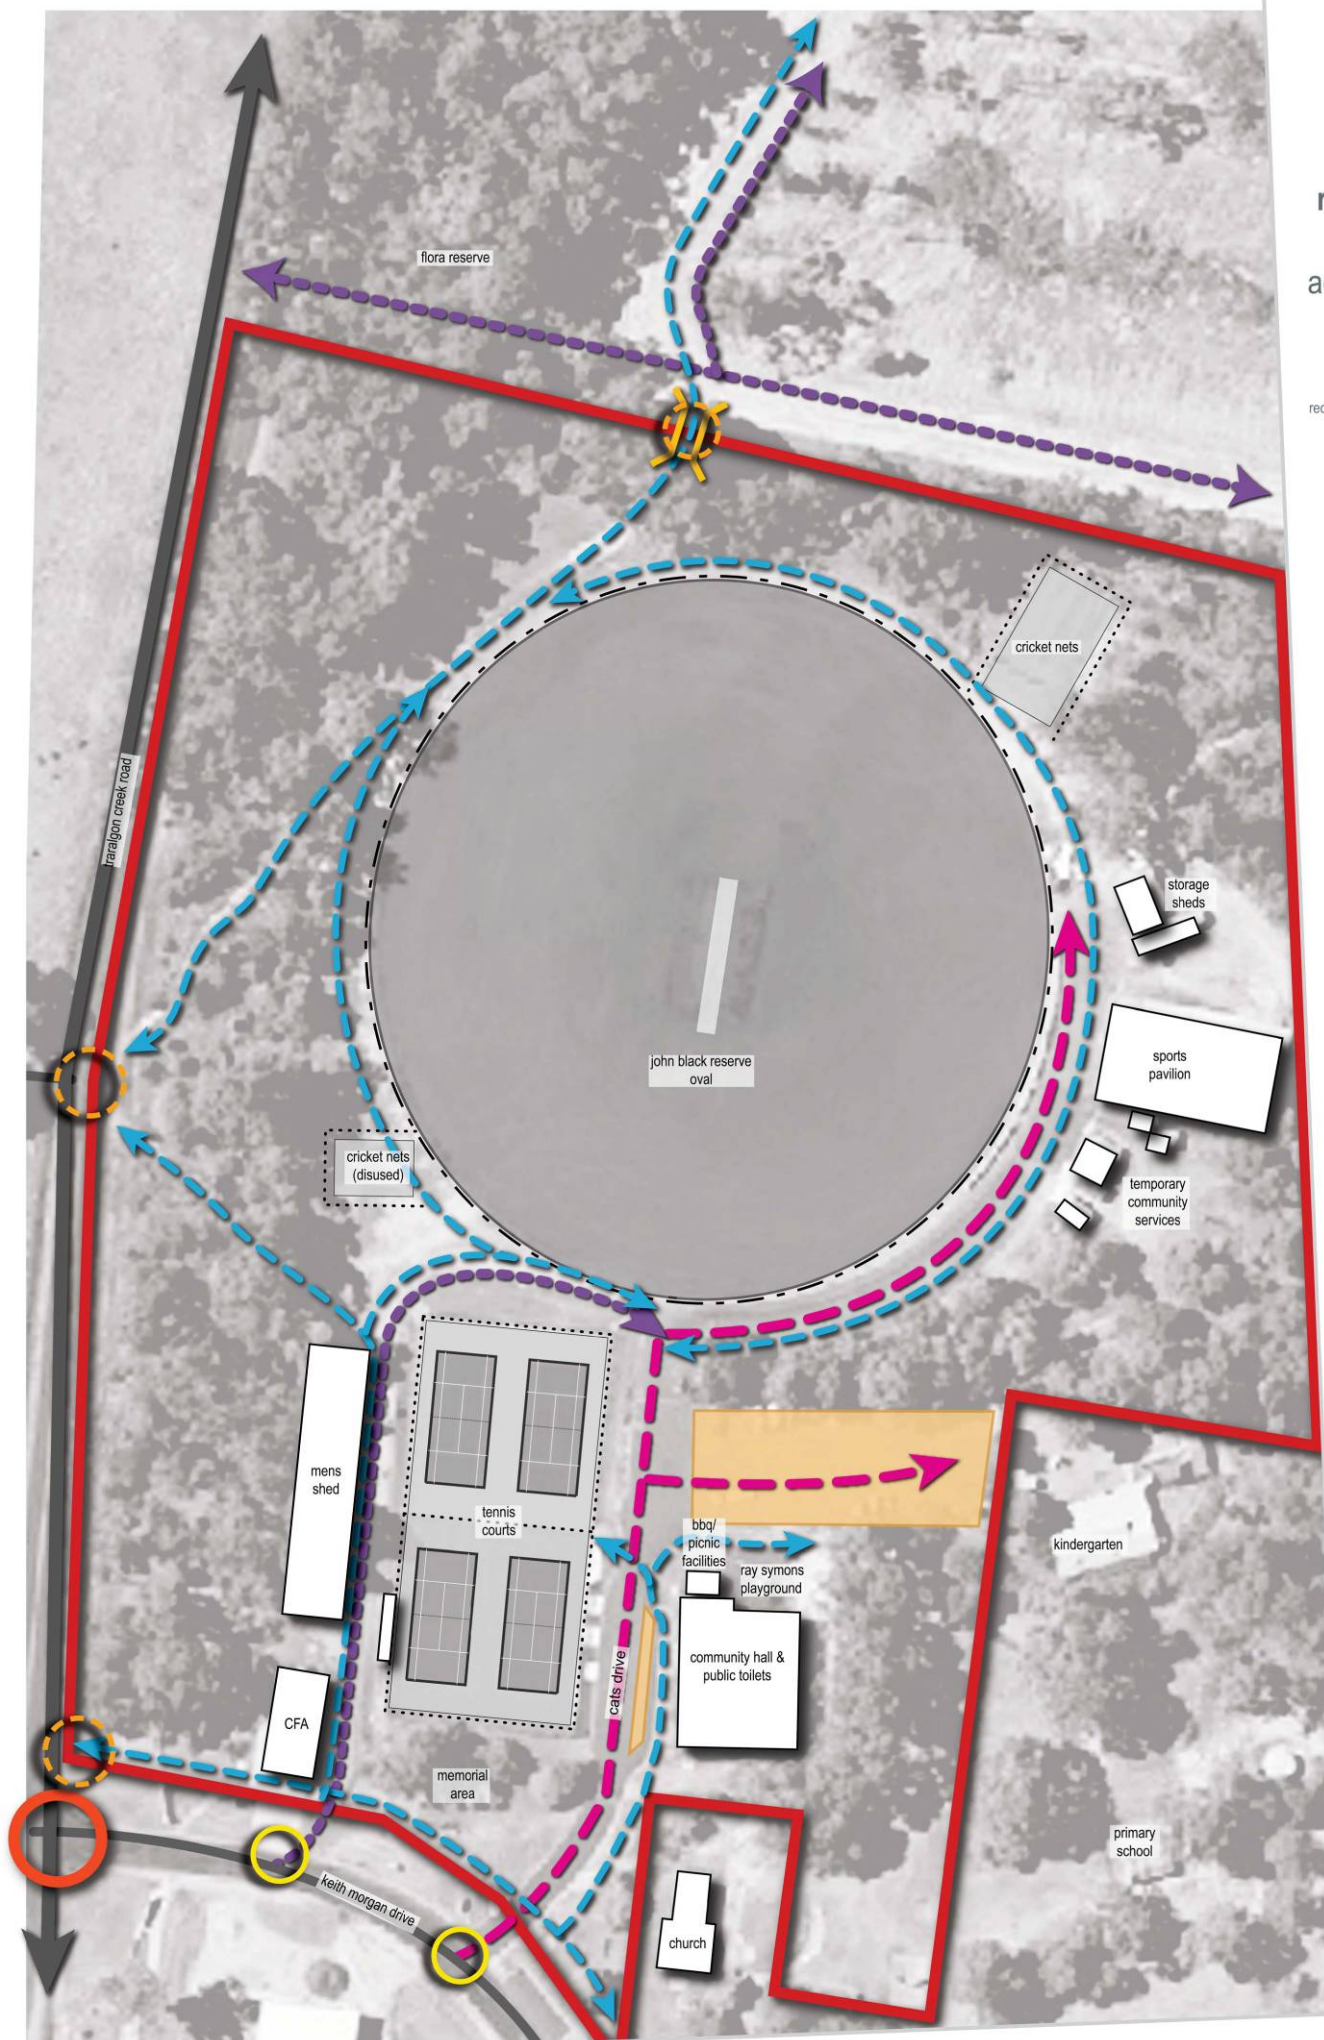 flora reserve
cricket nets
traralgon creek road
storage
sheds
sports
pavilion
john black reserve
oval
cricket nets
(disused)
temporary
community
services
mens
shed
tennis
courts
bbq/
picnic
facilities
ray symons
playground
kindergarten
community hall &
public toilets
cats drive
CFA
memorial
area
primary
school
keith morgan drive
church